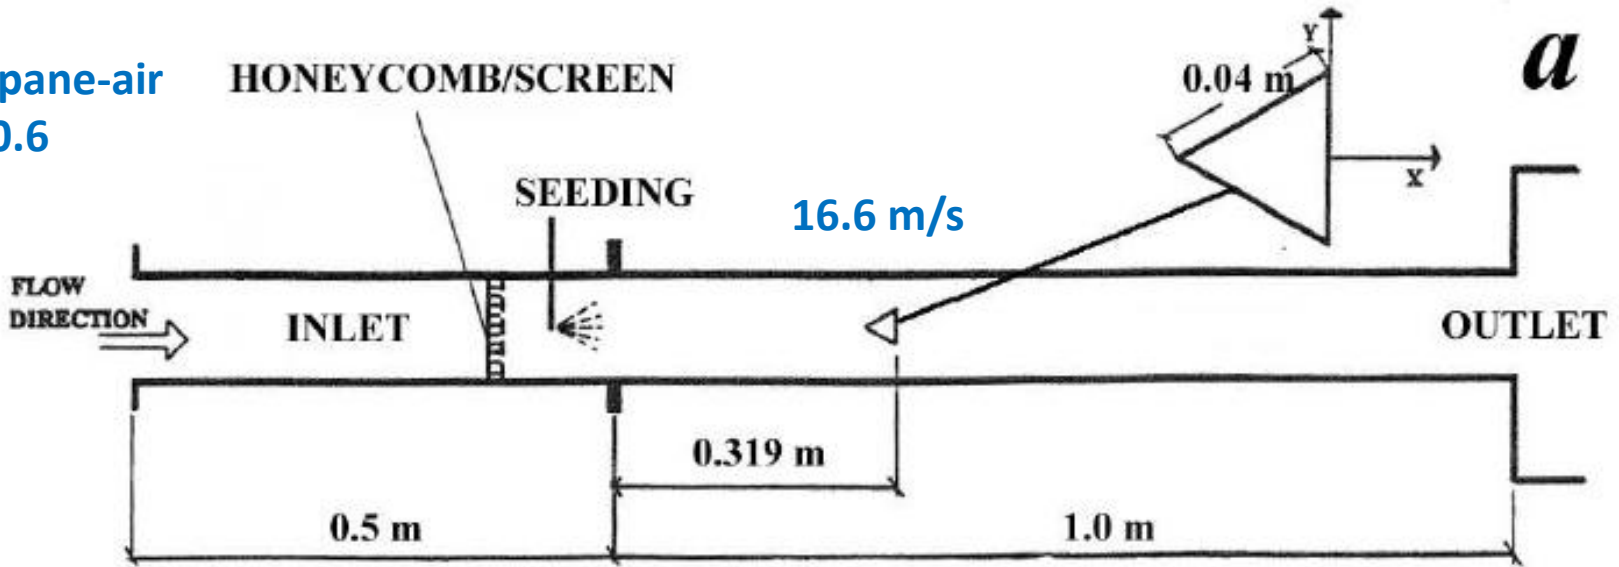 pane-air
0.6
HONEYCOMB/SCREEN
SEEDING
16.6 m/s
0.04 m
Y
X
a
FLOW
DIRECTION
INLET
OUTLET
0.319 m
0.5 m
1.0 m